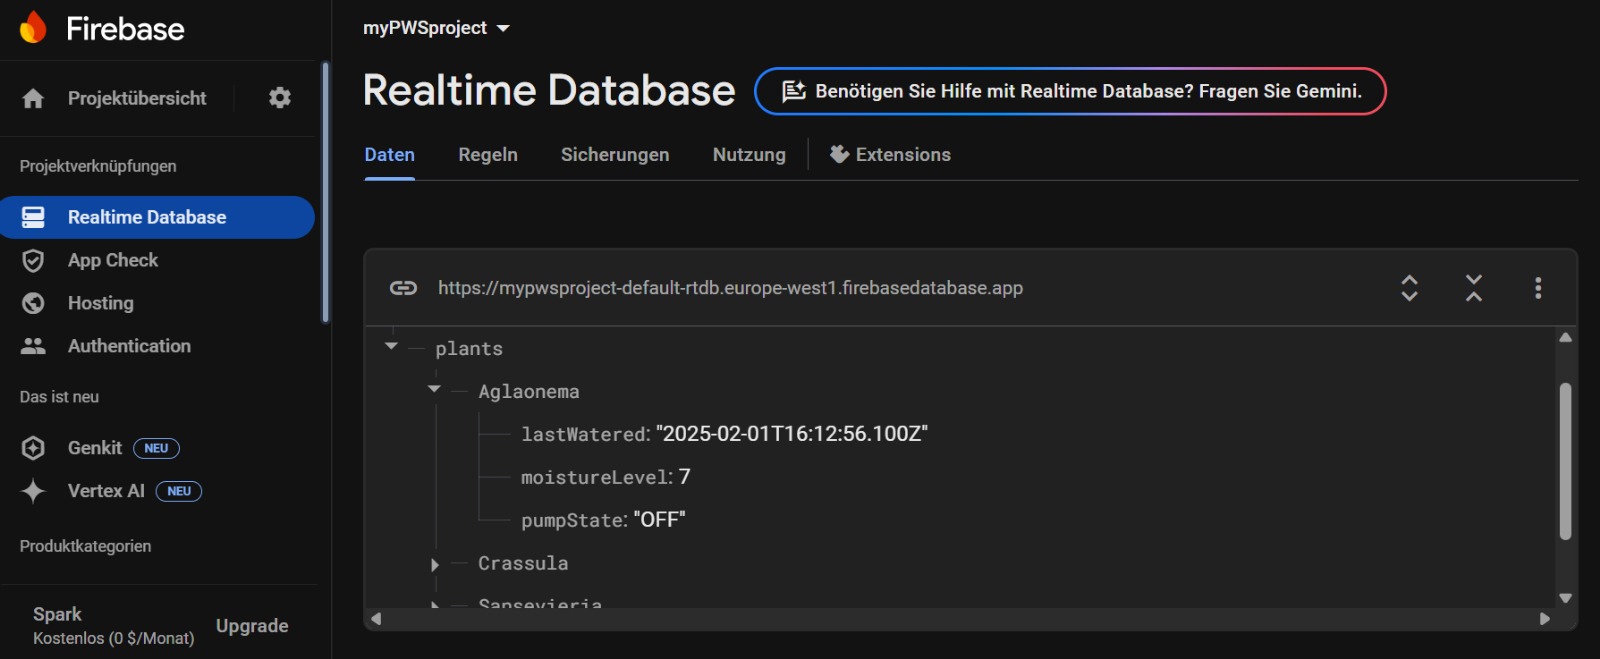 Firebase
Projektübersicht
Projektverknüpfungen
Realtime Database
App Check
Hosting
Authentication
Das ist neu
Genkit NEU
Vertex AI NEU
Produktkategorien
Spark
Kostenlos (0 $/Monat)
Upgrade
myPWSproject
Realtime Database
Benötigen Sie Hilfe mit Realtime Database? Fragen Sie Gemini.
Daten Regeln Sicherungen Nutzung Extensions
https://mypwsproject-default-rtdb.europe-west1.firebasedatabase.app
plants
Aglaonema
lastWatered: "2025-02-01T16:12:56.100Z"
moistureLevel: 7
pumpState: "OFF"
Crassula
Sansevieria